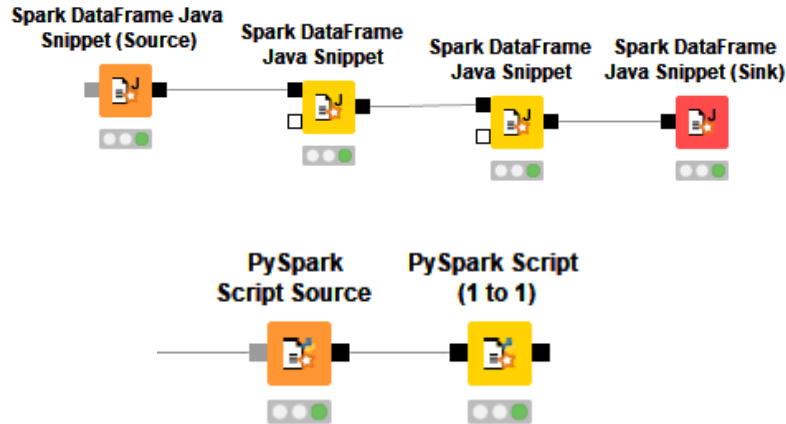 Spark DataFrame Java
Snippet (Source)
Spark DataFrame
Java Snippet
Spark DataFrame
Java Snippet
Spark DataFrame
Java Snippet (Sink)
J
J
J
J
PySpark
Script Source
PySpark Script
(1 to 1)